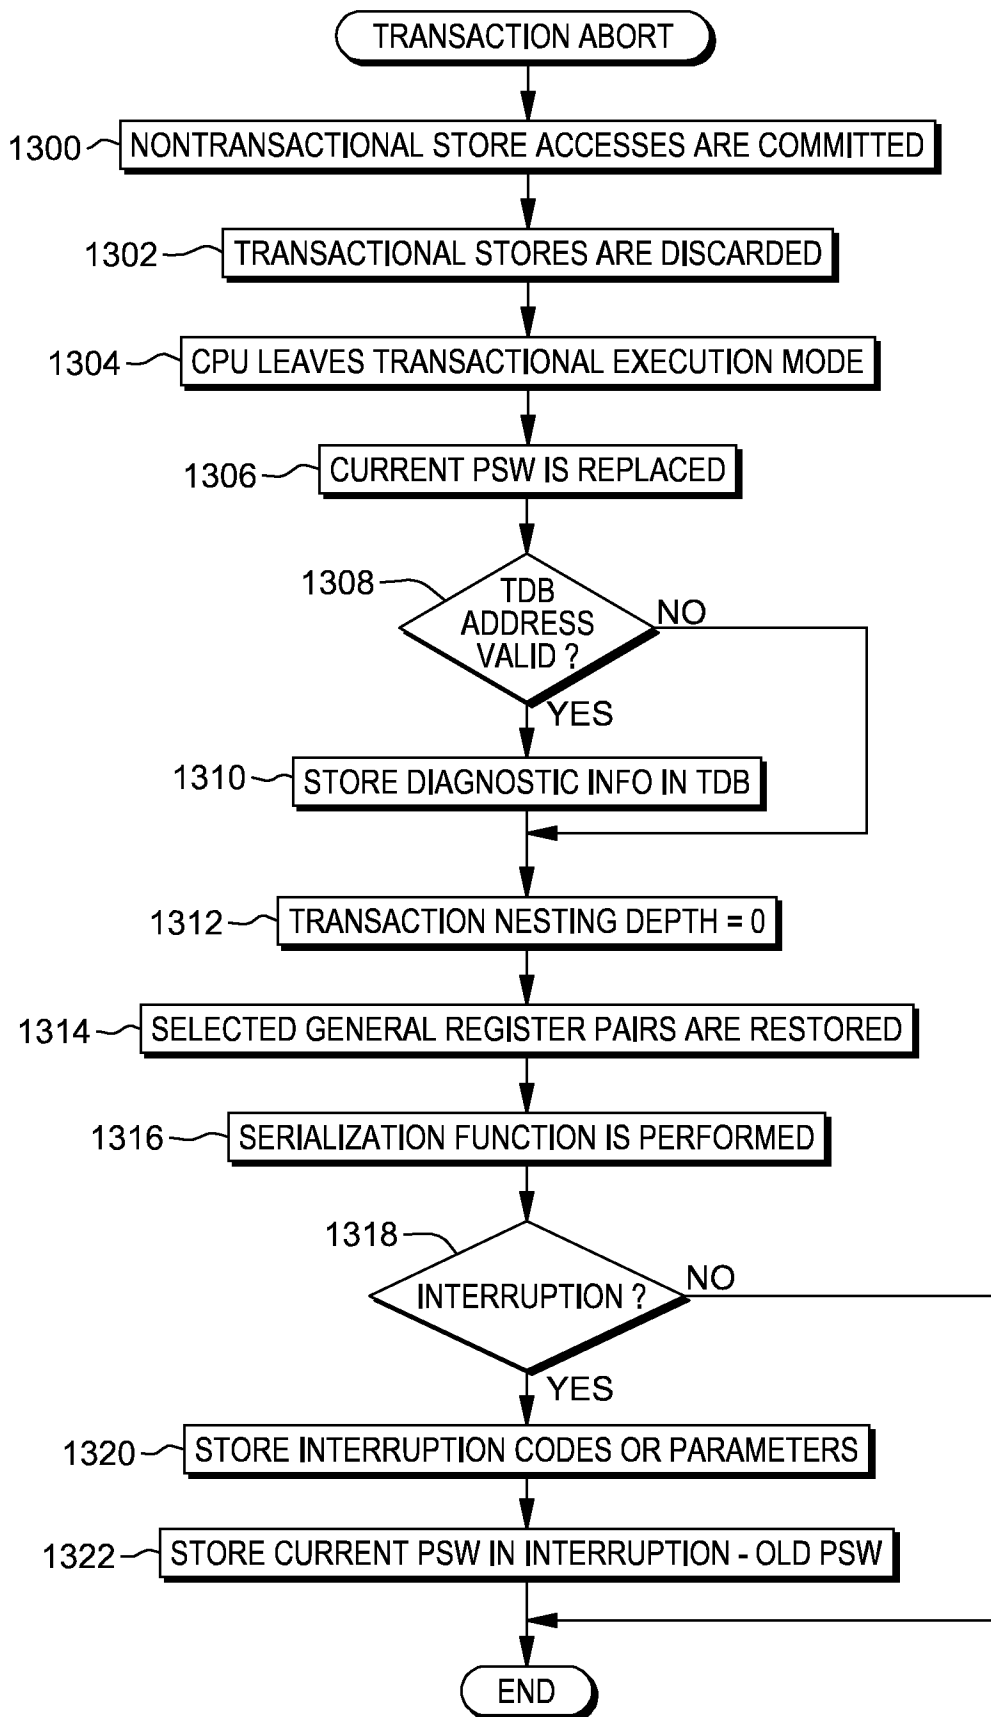 TRANSACTION ABORT
1300 NONTRANSACTIONAL STORE ACCESSES ARE COMMITTED
1302 TRANSACTIONAL STORES ARE DISCARDED
1304 CPU LEAVES TRANSACTIONAL EXECUTION MODE
1306 CURRENT PSW IS REPLACED
1308
TDB
ADDRESS
VALID ?
NO
YES
1310 STORE DIAGNOSTIC INFO IN TDB
1312 TRANSACTION NESTING DEPTH = 0
1314 SELECTED GENERAL REGISTER PAIRS ARE RESTORED
1316 SERIALIZATION FUNCTION IS PERFORMED
1318
INTERRUPTION ?
NO
YES
1320 STORE INTERRUPTION CODES OR PARAMETERS
1322 STORE CURRENT PSW IN INTERRUPTION - OLD PSW
END